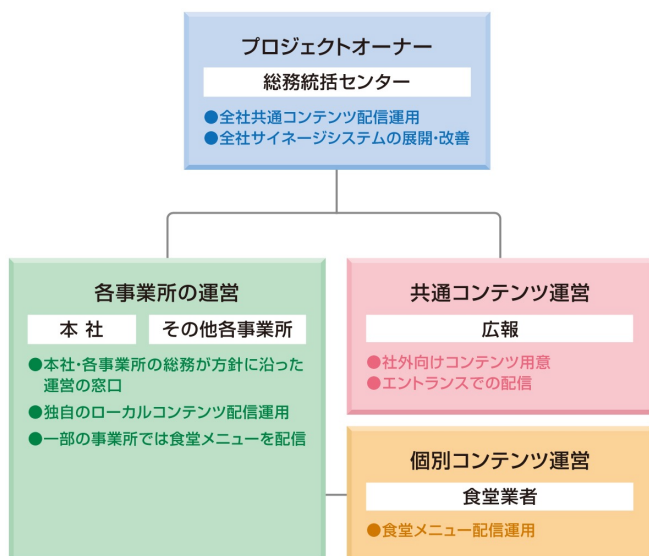 プロジェクトオーナー
総務統括センター
●全社共通コンテンツ配信運用
●全社サイネージシステムの展開・改善
各事業所の運営
本 社
その他各事業所
●本社・各事業所の総務が方針に沿った
運営の窓口
●独自のローカルコンテンツ配信運用
●一部の事業所では食堂メニューを配信
共通コンテンツ運営
広報
●社外向けコンテンツ用意
●エントランスでの配信
個別コンテンツ運営
食堂業者
●食堂メニュー配信運用